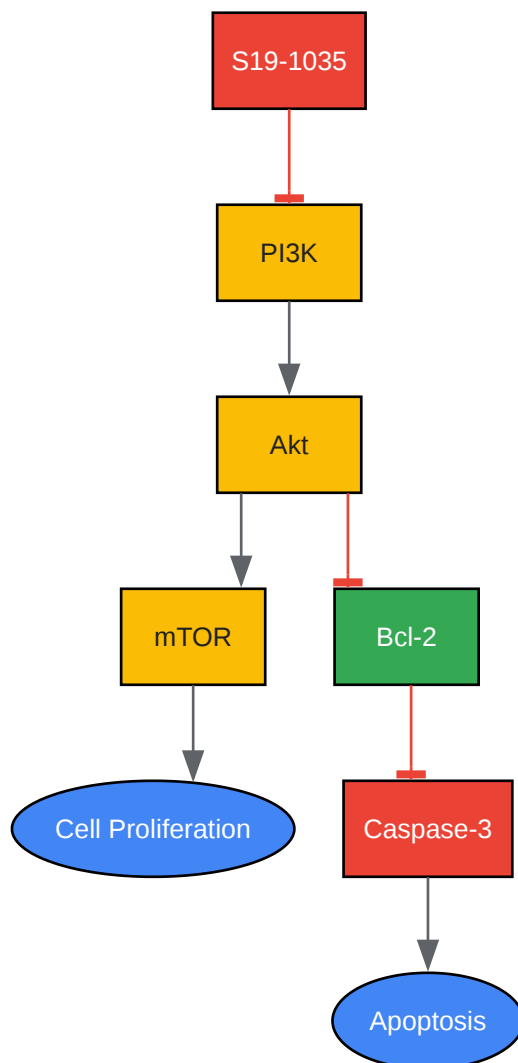 S19-1035
PI3K
Akt
mTOR
Bcl-2
Cell Proliferation
Caspase-3
Apoptosis